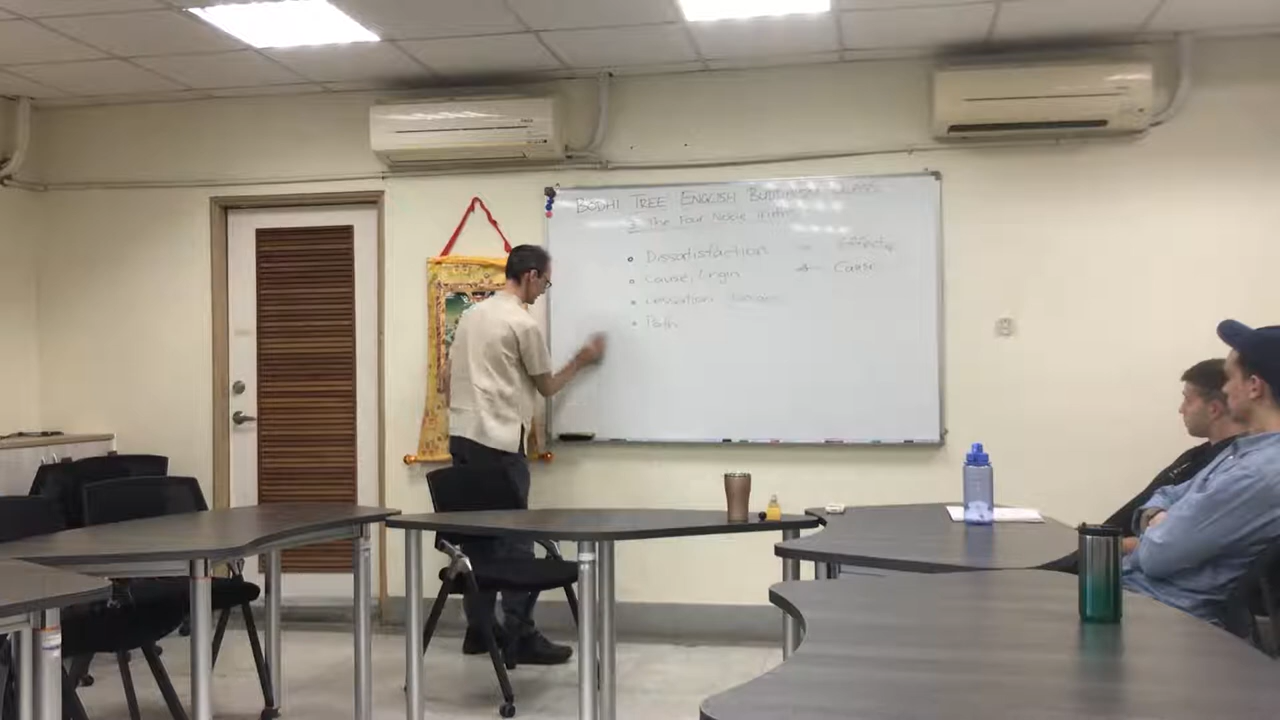 BODHI TREE ENGLISH BUDDHISM CLASS
The Four Noble Truths
Dissatisfaction Effect
Cause, Origin Cause
Cessation
Path